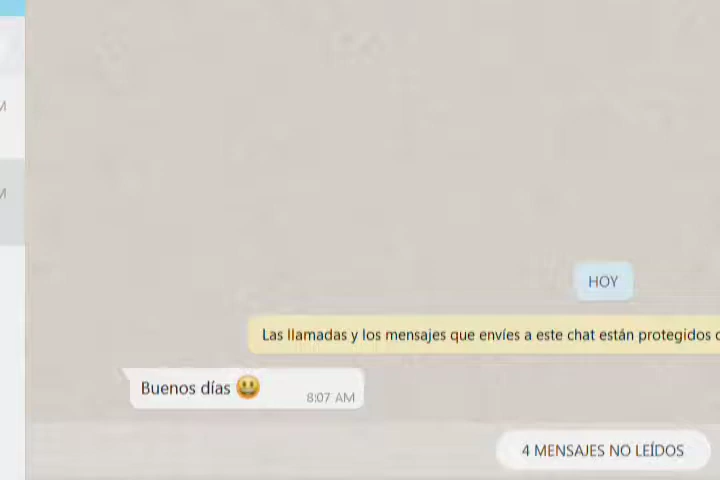 M
M
HOY
Las llamadas y los mensajes que envíes a este chat están protegidos
Buenos días 😃
8:07 AM
4 MENSAJES NO LEÍDOS